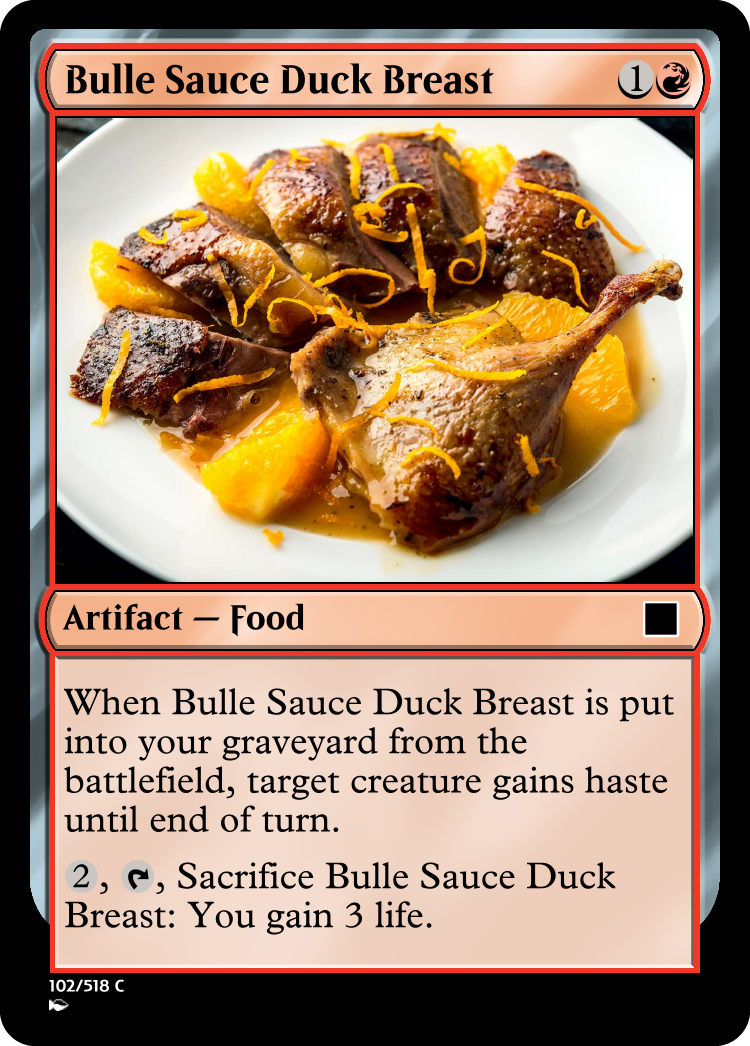 Bulle Sauce Duck Breast 1
Artifact — Food
When Bulle Sauce Duck Breast is put
into your graveyard from the
battlefield, target creature gains haste
until end of turn.
2, , Sacrifice Bulle Sauce Duck
Breast: You gain 3 life.
102/518 C